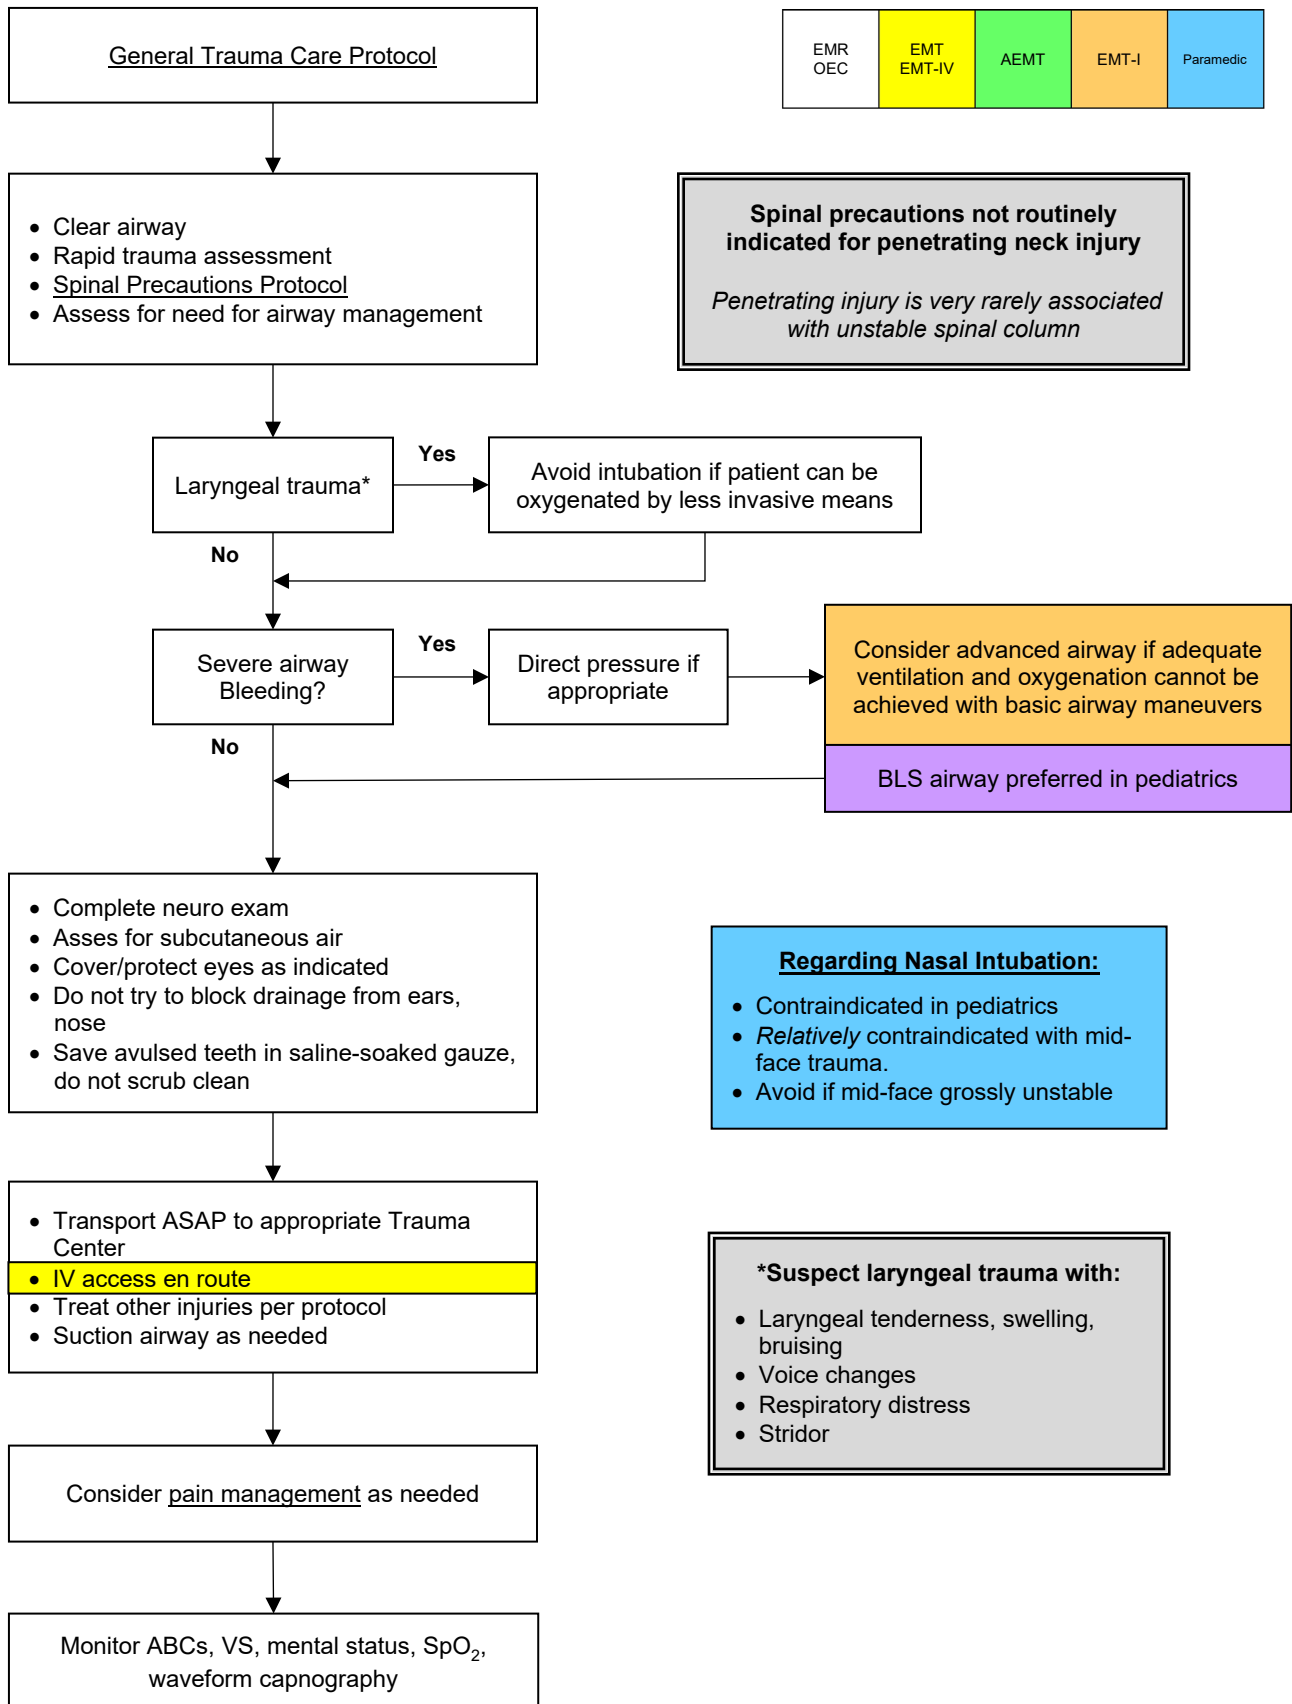 General Trauma Care Protocol
EMR
OEC
EMT
EMT-IV
AEMT
EMT-I
Paramedic
• Clear airway
• Rapid trauma assessment
• Spinal Precautions Protocol
• Assess for need for airway management
Spinal precautions not routinely
indicated for penetrating neck injury
Penetrating injury is very rarely associated
with unstable spinal column
Laryngeal trauma*
Yes
Avoid intubation if patient can be
oxygenated by less invasive means
No
Severe airway
Bleeding?
Yes
Direct pressure if
appropriate
Consider advanced airway if adequate
ventilation and oxygenation cannot be
achieved with basic airway maneuvers
BLS airway preferred in pediatrics
No
• Complete neuro exam
• Asses for subcutaneous air
• Cover/protect eyes as indicated
• Do not try to block drainage from ears,
nose
• Save avulsed teeth in saline-soaked gauze,
do not scrub clean
Regarding Nasal Intubation:
• Contraindicated in pediatrics
• Relatively contraindicated with mid-
face trauma.
• Avoid if mid-face grossly unstable
• Transport ASAP to appropriate Trauma
Center
• IV access en route
• Treat other injuries per protocol
• Suction airway as needed
*Suspect laryngeal trauma with:
• Laryngeal tenderness, swelling,
bruising
• Voice changes
• Respiratory distress
• Stridor
Consider pain management as needed
Monitor ABCs, VS, mental status, SpO2,
waveform capnography